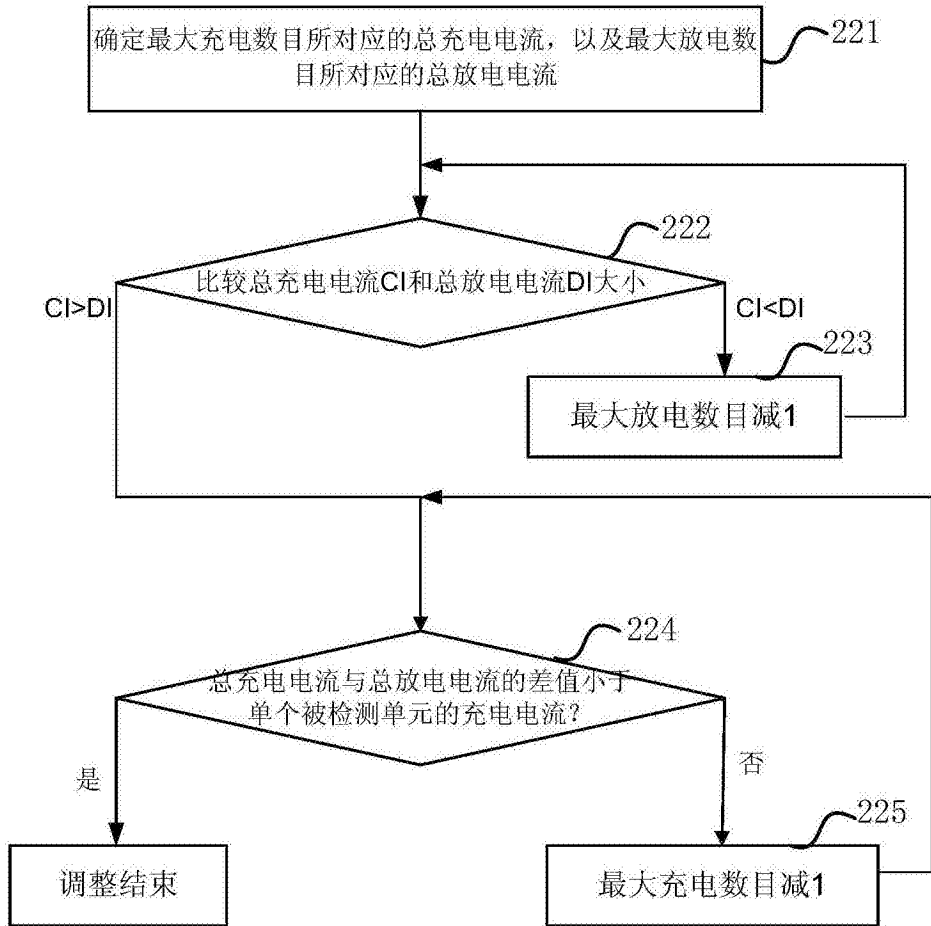 确定最大充电数目所对应的总充电电流，以及最大放电数
目所对应的总放电电流
221
222
比较总充电电流CI和总放电电流DI大小
CI>DI
CI<DI
223
最大放电数目减1
224
总充电电流与总放电电流的差值小于
单个被检测单元的充电电流？
是
否
225
调整结束
最大充电数目减1